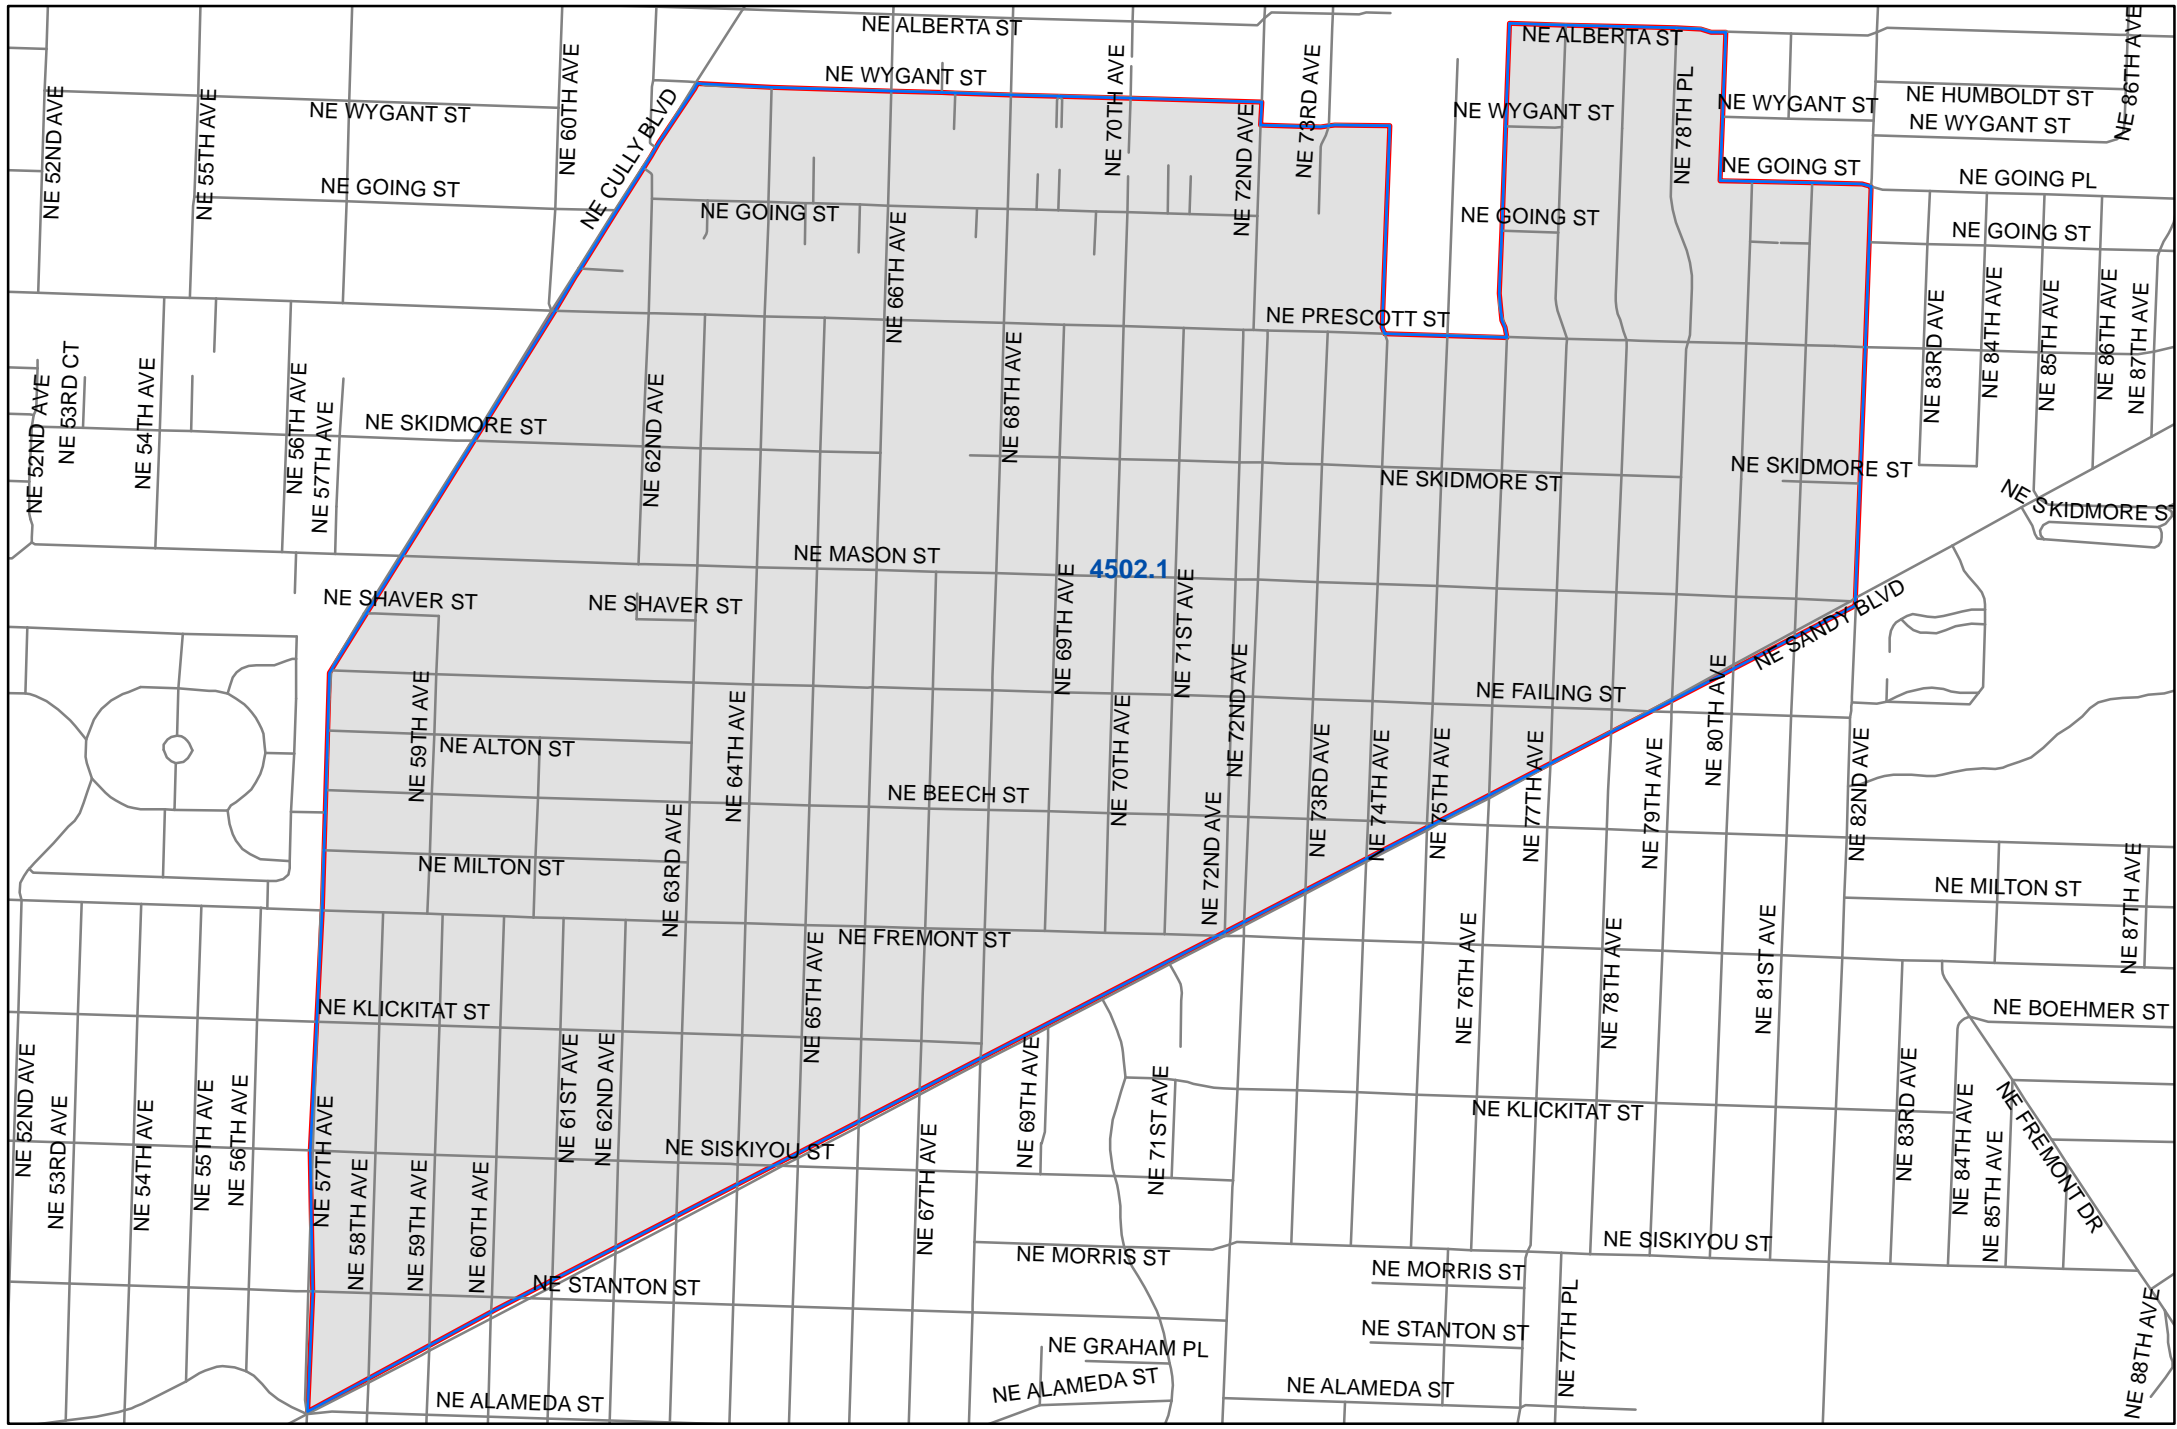 NE ALBERTA ST
NE ALBERTA ST
NE WYGANT ST
NE WYGANT ST
NE WYGANT ST
NE WYGANT ST
NE HUMBOLDT ST
NE WYGANT ST
NE 86TH AVE
NE 52ND AVE
NE 55TH AVE
NE 60TH AVE
NE CULLY BLVD
NE 70TH AVE
NE 72ND AVE
NE 73RD AVE
NE 78TH PL
NE GOING ST
NE GOING ST
NE GOING ST
NE GOING ST
NE GOING PL
NE GOING ST
NE 66TH AVE
NE PRESCOTT ST
NE 83RD AVE
NE 84TH AVE
NE 85TH AVE
NE 86TH AVE
NE 87TH AVE
NE 52ND AVE
NE 53RD CT
NE 54TH AVE
NE 56TH AVE
NE 57TH AVE
NE SKIDMORE ST
NE 62ND AVE
NE 68TH AVE
NE SKIDMORE ST
NE SKIDMORE ST
NE SKIDMORE ST
NE MASON ST
4502.1
NE SHAVER ST
NE SHAVER ST
NE 69TH AVE
NE 71ST AVE
NE 72ND AVE
NE SANDY BLVD
NE FAILING ST
NE 59TH AVE
NE ALTON ST
NE 64TH AVE
NE 70TH AVE
NE 73RD AVE
NE 74TH AVE
NE 75TH AVE
NE 77TH AVE
NE 79TH AVE
NE 80TH AVE
NE 82ND AVE
NE BEECH ST
NE 63RD AVE
NE 72ND AVE
NE MILTON ST
NE MILTON ST
NE 87TH AVE
NE FREMONT ST
NE 65TH AVE
NE 76TH AVE
NE 78TH AVE
NE 81ST AVE
NE KLICKITAT ST
NE BOEHMER ST
NE 52ND AVE
NE 53RD AVE
NE 54TH AVE
NE 55TH AVE
NE 56TH AVE
NE 57TH AVE
NE 58TH AVE
NE 59TH AVE
NE 60TH AVE
NE 61ST AVE
NE 62ND AVE
NE SISKIYOU ST
NE 67TH AVE
NE 69TH AVE
NE 71ST AVE
NE KLICKITAT ST
NE 83RD AVE
NE 84TH AVE
NE 85TH AVE
NE FREMONT DR
NE SISKIYOU ST
NE MORRIS ST
NE MORRIS ST
NE STANTON ST
NE STANTON ST
NE 77TH PL
NE GRAHAM PL
NE ALAMEDA ST
NE ALAMEDA ST
NE ALAMEDA ST
NE 88TH AVE